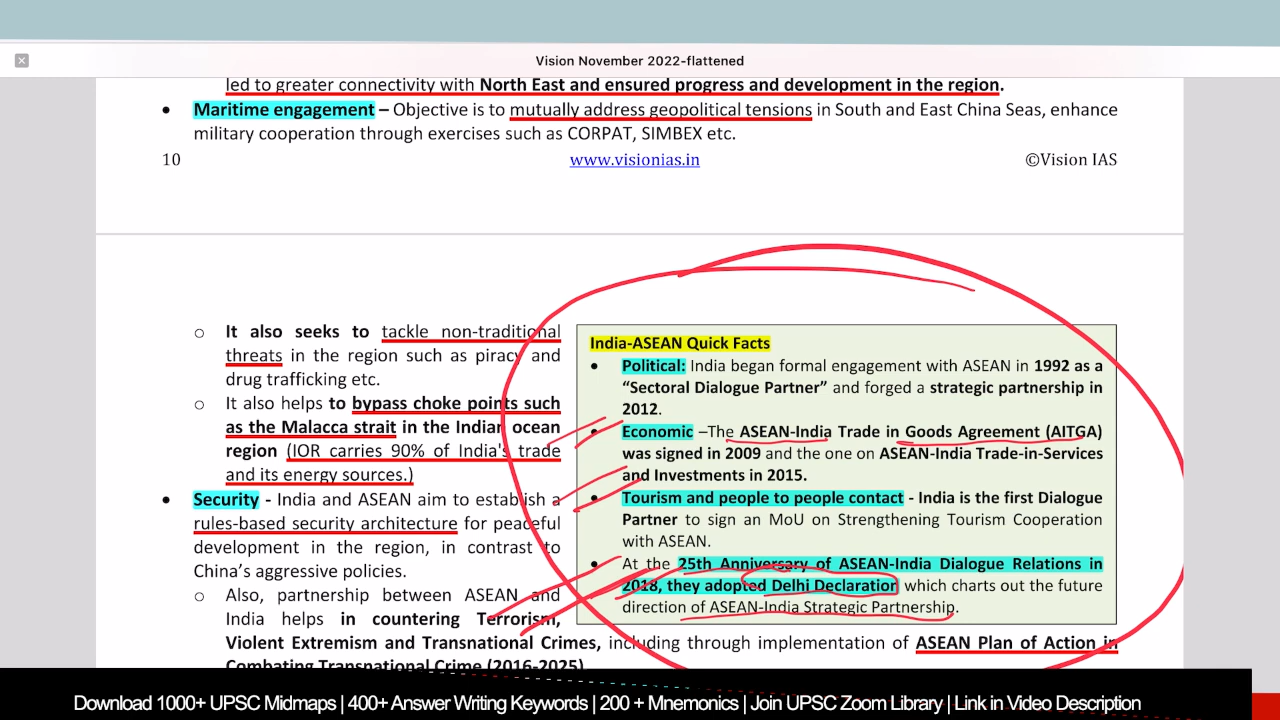 Vision November 2022-flattened
led to greater connectivity with North East and ensured progress and development in the region.
• Maritime engagement – Objective is to mutually address geopolitical tensions in South and East China Seas, enhance
military cooperation through exercises such as CORPAT, SIMBEX etc.
10 www.visionias.in ©Vision IAS
o It also seeks to tackle non-traditional
threats in the region such as piracy and
drug trafficking etc.
o It also helps to bypass choke points such
as the Malacca strait in the Indian ocean
region (IOR carries 90% of India's trade
and its energy sources.)
• Security - India and ASEAN aim to establish a
rules-based security architecture for peaceful
development in the region, in contrast to
China's aggressive policies.
o Also, partnership between ASEAN and
India helps in countering Terrorism,
Violent Extremism and Transnational Crimes, including through implementation of ASEAN Plan of Action in
Combating Transnational Crime (2016-2025)
India-ASEAN Quick Facts
• Political: India began formal engagement with ASEAN in 1992 as a
“Sectoral Dialogue Partner” and forged a strategic partnership in
2012.
• Economic –The ASEAN-India Trade in Goods Agreement (AITGA)
was signed in 2009 and the one on ASEAN-India Trade-in-Services
and Investments in 2015.
• Tourism and people to people contact - India is the first Dialogue
Partner to sign an MoU on Strengthening Tourism Cooperation
with ASEAN.
• At the 25th Anniversary of ASEAN-India Dialogue Relations in
2018, they adopted Delhi Declaration which charts out the future
direction of ASEAN-India Strategic Partnership.
Download 1000+ UPSC Midmaps | 400+ Answer Writing Keywords | 200 + Mnemonics | Join UPSC Zoom Library | Link in Video Description